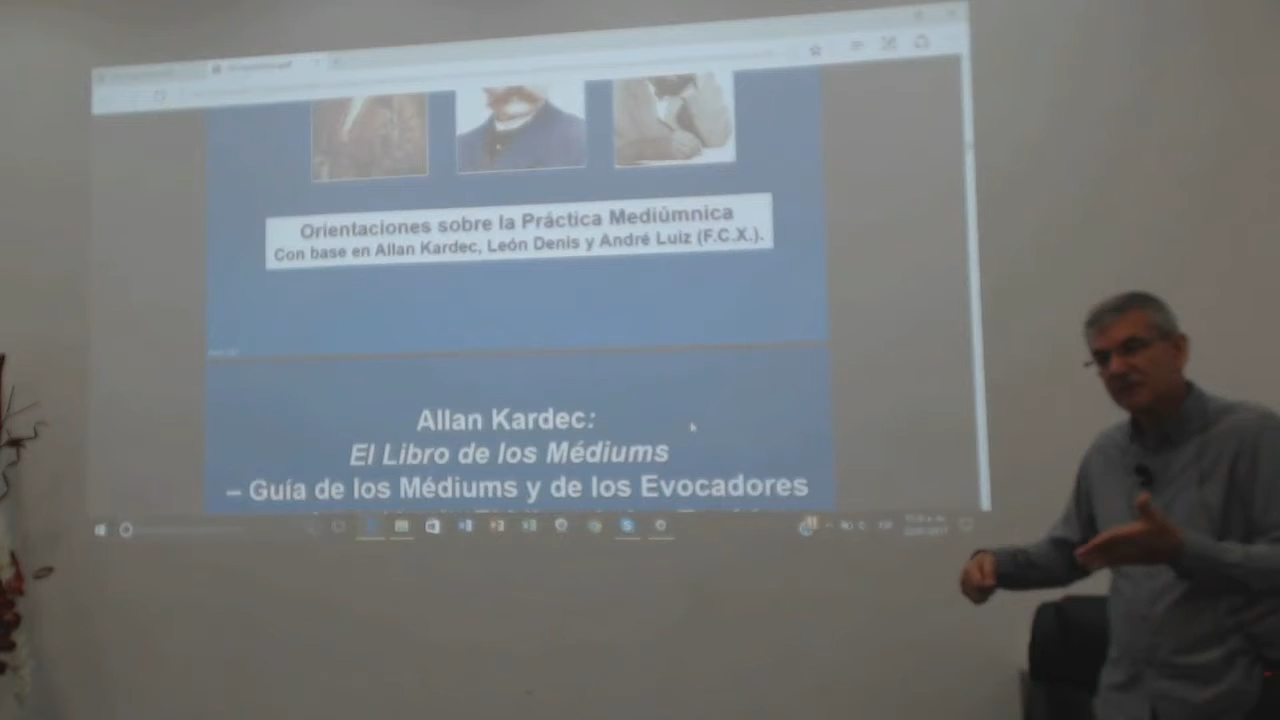 Orientaciones sobre la Práctica Mediúmnica
Con base en Allan Kardec, León Denis y André Luiz (F.C.X.).
Allan Kardec:
El Libro de los Médiums
– Guía de los Médiums y de los Evocadores